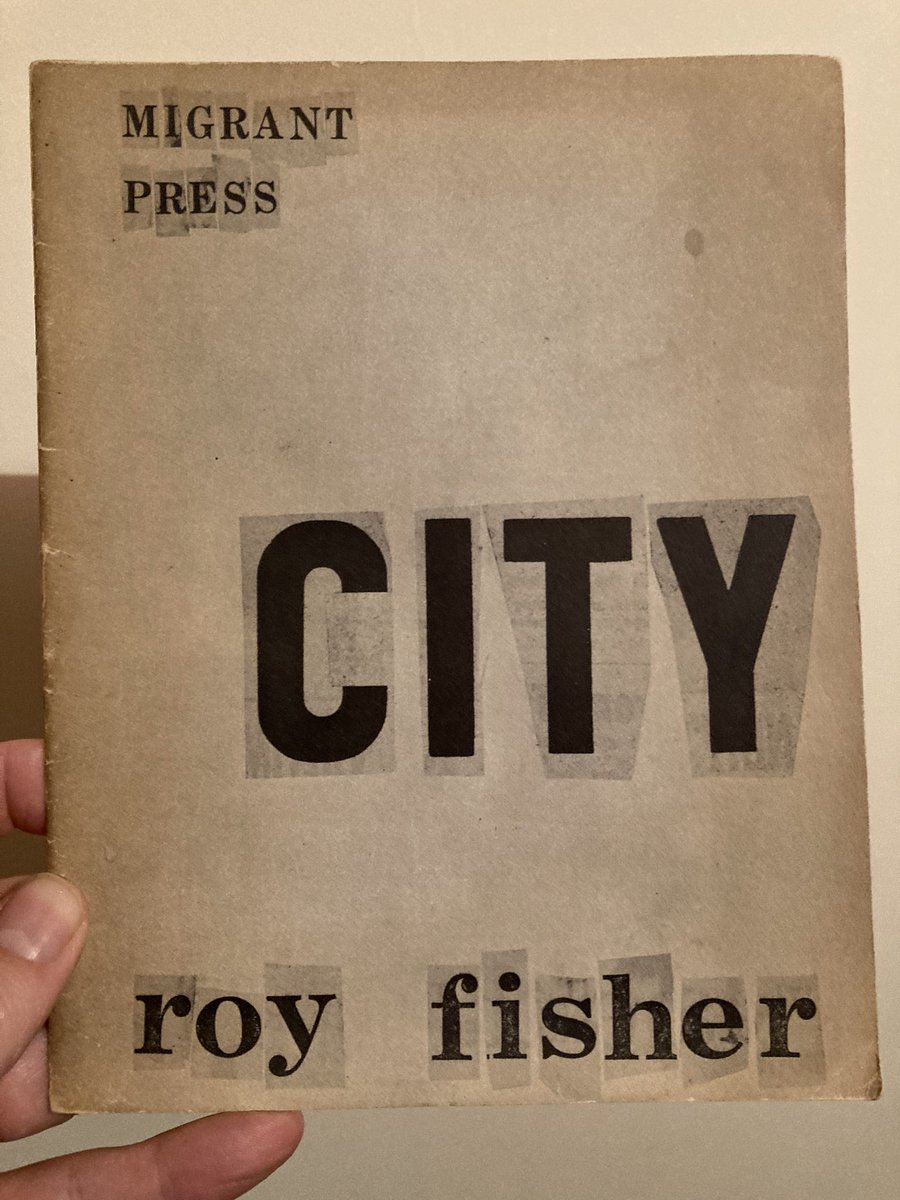 MIGRANT
PRESS
CITY
roy fisher